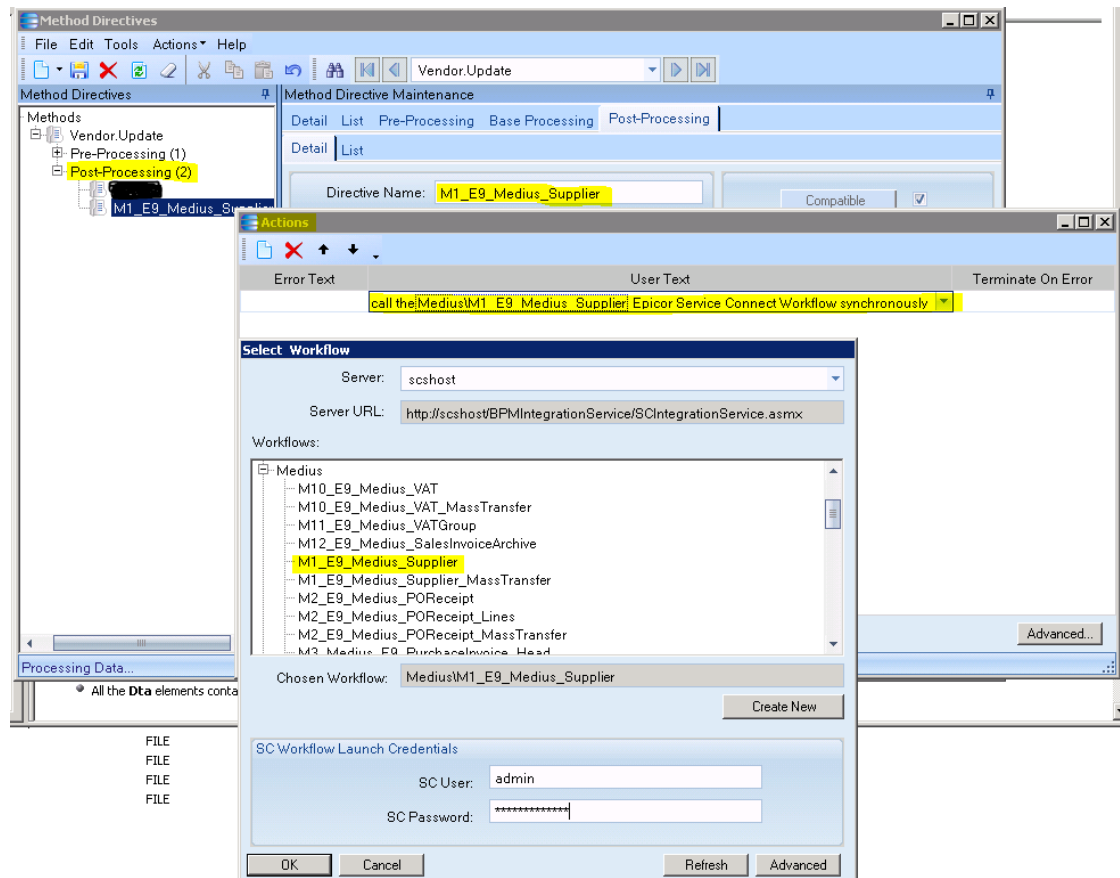 Method Directives
File Edit Tools Actions Help
Vendor.Update
Method Directives
Method Directive Maintenance
Methods
Vendor.Update
Pre-Processing (1)
Post-Processing (2)
M1_E9_Medius_Supplier
Detail List Pre-Processing Base Processing Post-Processing
Detail List
Directive Name: M1_E9_Medius_Supplier
Compatible
Actions
Error Text User Text Terminate On Error
call the Medius\M1_E9_Medius_Supplier Epicor Service Connect Workflow synchronously
Select Workflow
Server: scshost
Server URL: http://scshost/BPMIntegrationService/SCIntegrationService.asmx
Workflows:
Medius
M10_E9_Medius_VAT
M10_E9_Medius_VAT_MassTransfer
M11_E9_Medius_VATGroup
M12_E9_Medius_SalesInvoiceArchive
M1_E9_Medius_Supplier
M1_E9_Medius_Supplier_MassTransfer
M2_E9_Medius_POReceipt
M2_E9_Medius_POReceipt_Lines
M2_E9_Medius_POReceipt_MassTransfer
M3_Medius_E9_PurchaceInvoice_Head
Advanced...
Processing Data...
Chosen Workflow: Medius\M1_E9_Medius_Supplier
Create New
All the Dta elements conta
FILE
FILE
FILE
FILE
SC Workflow Launch Credentials
SC User: admin
SC Password: *************
OK Cancel Refresh Advanced